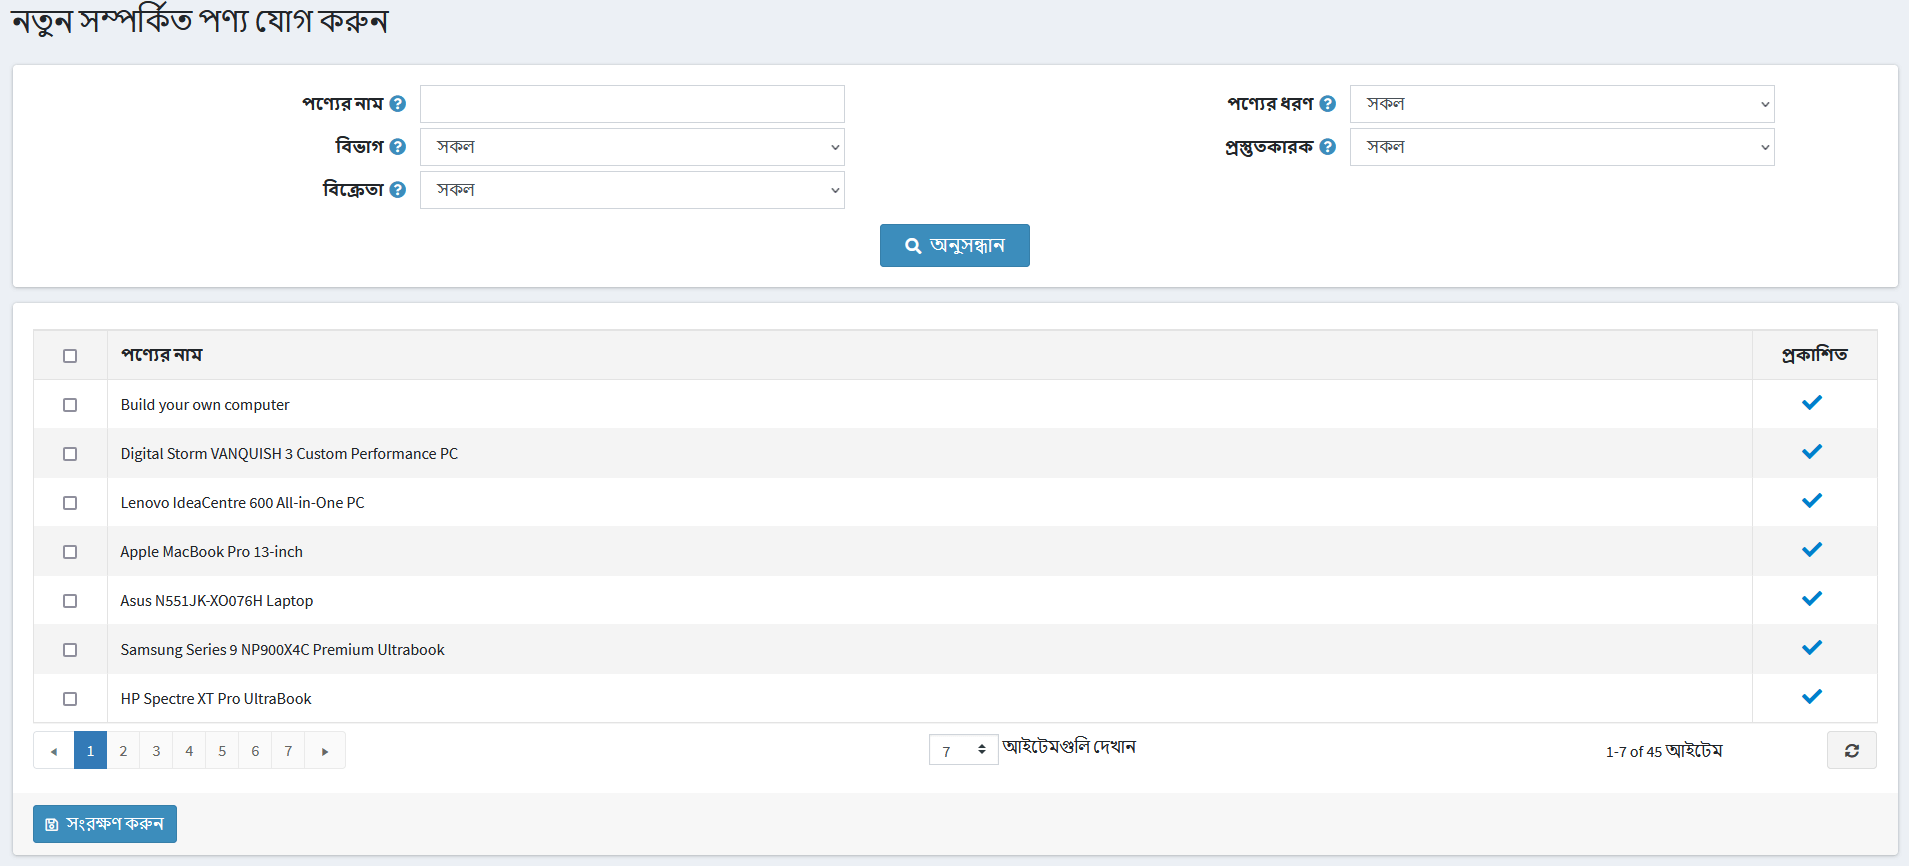 নতুন সম্পর্কিত পণ্য যোগ করুন
পণ্যের নাম
পণ্যের ধরণ সকল
বিভাগ সকল
প্রস্তুতকারক সকল
বিক্রেতা সকল
অনুসন্ধান
পণ্যের নাম প্রকাশিত
Build your own computer
Digital Storm VANQUISH 3 Custom Performance PC
Lenovo IdeaCentre 600 All-in-One PC
Apple MacBook Pro 13-inch
Asus N551JK-XO076H Laptop
Samsung Series 9 NP900X4C Premium Ultrabook
HP Spectre XT Pro UltraBook
1 2 3 4 5 6 7
7 আইটেমগুলি দেখান
1-7 of 45 আইটেম
সংরক্ষণ করুন